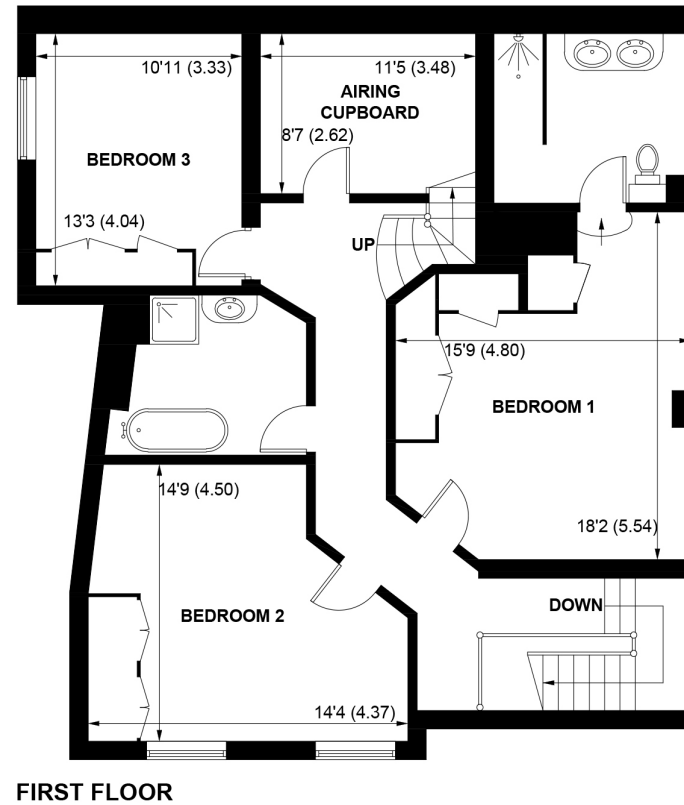 10'11 (3.33)
11'5 (3.48)
AIRING
CUPBOARD
8'7 (2.62)
BEDROOM 3
13'3 (4.04)
UP
15'9 (4.80)
BEDROOM 1
14'9 (4.50)
18'2 (5.54)
BEDROOM 2
DOWN
14'4 (4.37)
FIRST FLOOR